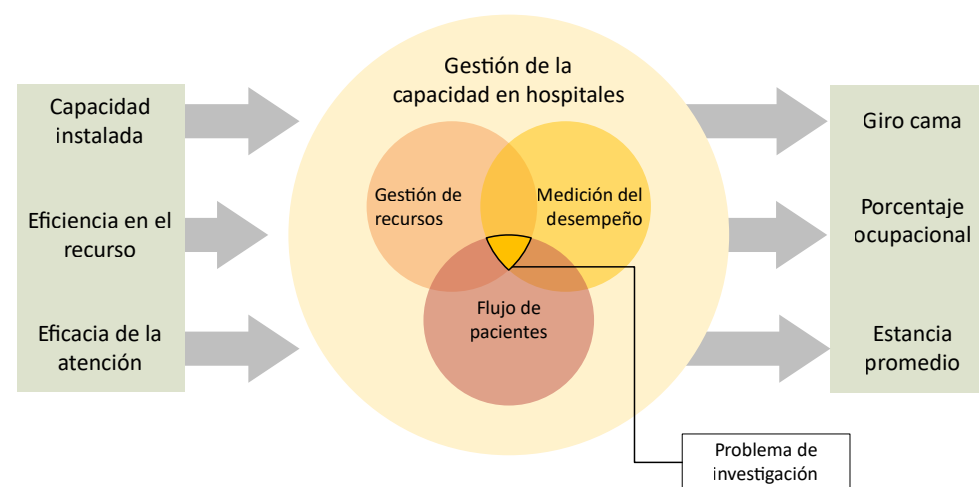 Gestión de la
capacidad en hospitales
Capacidad
instalada
Eficiencia en el
recurso
Eficacia de la
atención
Gestión de
recursos
Medición del
desempeño
Flujo de
pacientes
Giro cama
Porcentaje
ocupacional
Estancia
promedio
Problema de
investigación